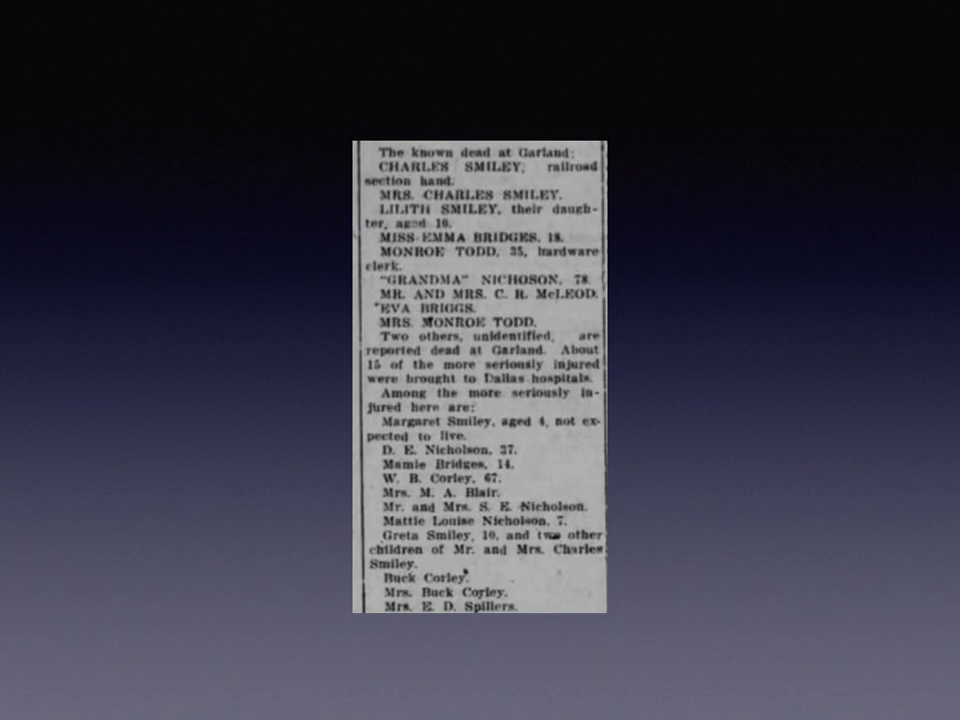 The known dead at Garland:
CHARLES SMILEY, railroad
section hand.
MRS. CHARLES SMILEY.
LILITH SMILEY, their daugh-
ter, aged 16.
MISS EMMA BRIDGES, 18.
MONROE TODD, 35, hardware
clerk.
"GRANDMA" NICHOSON, 78.
MR. AND MRS. C. R. McLEOD.
EVA BRIGGS.
MRS. MONROE TODD.
Two others, unidentified, are
reported dead at Garland. About
15 of the more seriously injured
were brought to Dallas hospitals.
Among the more seriously in-
jured here are:
Margaret Smiley, aged 4, not ex-
pected to live.
D. E. Nicholson, 37.
Mamie Bridges, 14.
W. B. Corley, 67.
Mrs. M. A. Blair.
Mr. and Mrs. S. E. Nicholson.
Mattie Louise Nicholson, 7.
Greta Smiley, 10, and two other
children of Mr. and Mrs. Charles
Smiley.
Buck Corley.
Mrs. Buck Corley.
Mrs. E. D. Spillers.